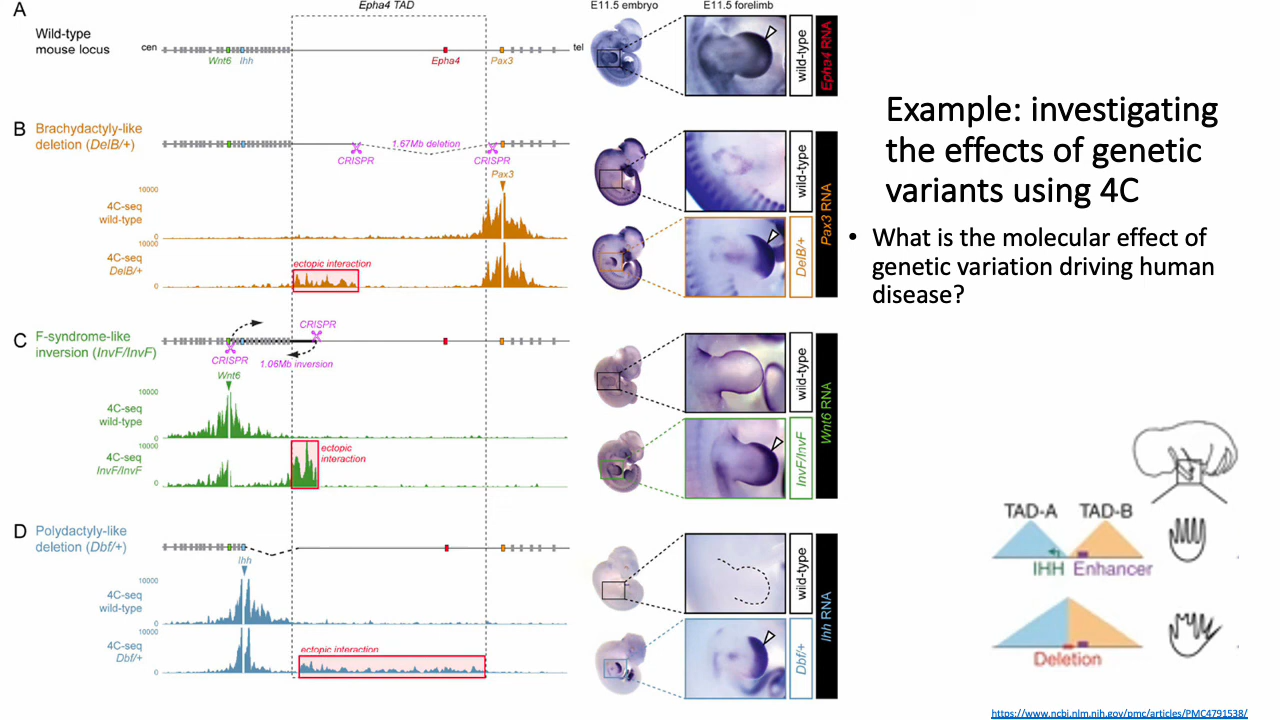 A
Epha4 TAD
E11.5 embryo
E11.5 forelimb
Wild-type
mouse locus
cen
tel
Wnt6
Ihh
Epha4
Pax3
wild-type
Epha4 RNA
Example: investigating
the effects of genetic
variants using 4C
• What is the molecular effect of
genetic variation driving human
disease?
B
Brachydactyly-like
deletion (DelB/+)
1.67Mb deletion
CRISPR
CRISPR
Pax3
10000
4C-seq
wild-type
0
10000
4C-seq
DelB/+
0
ectopic interaction
wild-type
DelB/+
Pax3 RNA
C
F-syndrome-like
inversion (InvF/InvF)
CRISPR
CRISPR
1.06Mb inversion
Wnt6
10000
4C-seq
wild-type
0
10000
4C-seq
InvF/InvF
0
ectopic
interaction
wild-type
InvF/InvF
Wnt6 RNA
D
Polydactyly-like
deletion (Dbf/+)
Ihh
10000
4C-seq
wild-type
0
10000
4C-seq
Dbf/+
0
ectopic interaction
wild-type
Dbf/+
Ihh RNA
TAD-A
TAD-B
IHH
Enhancer
Deletion
https://www.ncbi.nlm.nih.gov/pmc/articles/PMC4791538/